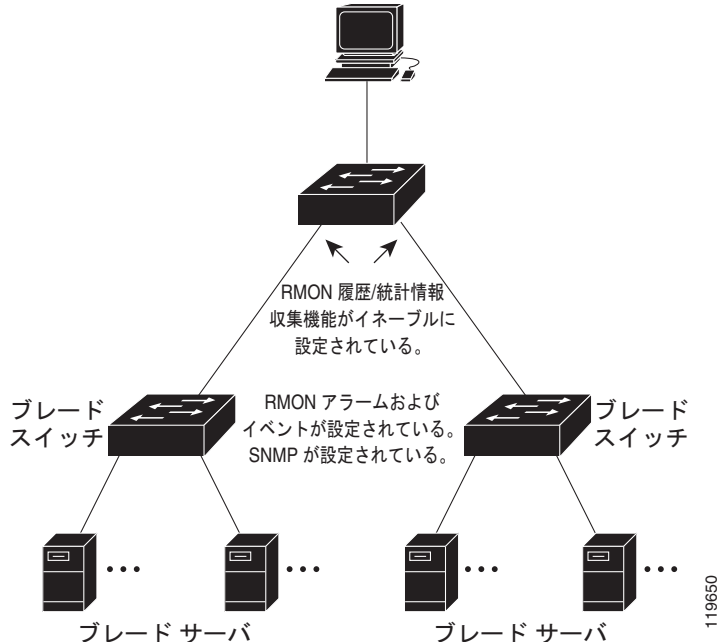 RMON 履歴/統計情報
収集機能がイネーブルに
設定されている。
ブレード
スイッチ
RMON アラームおよび
イベントが設定されている。
SNMP が設定されている。
ブレード
スイッチ
ブレード サーバ
ブレード サーバ
119650